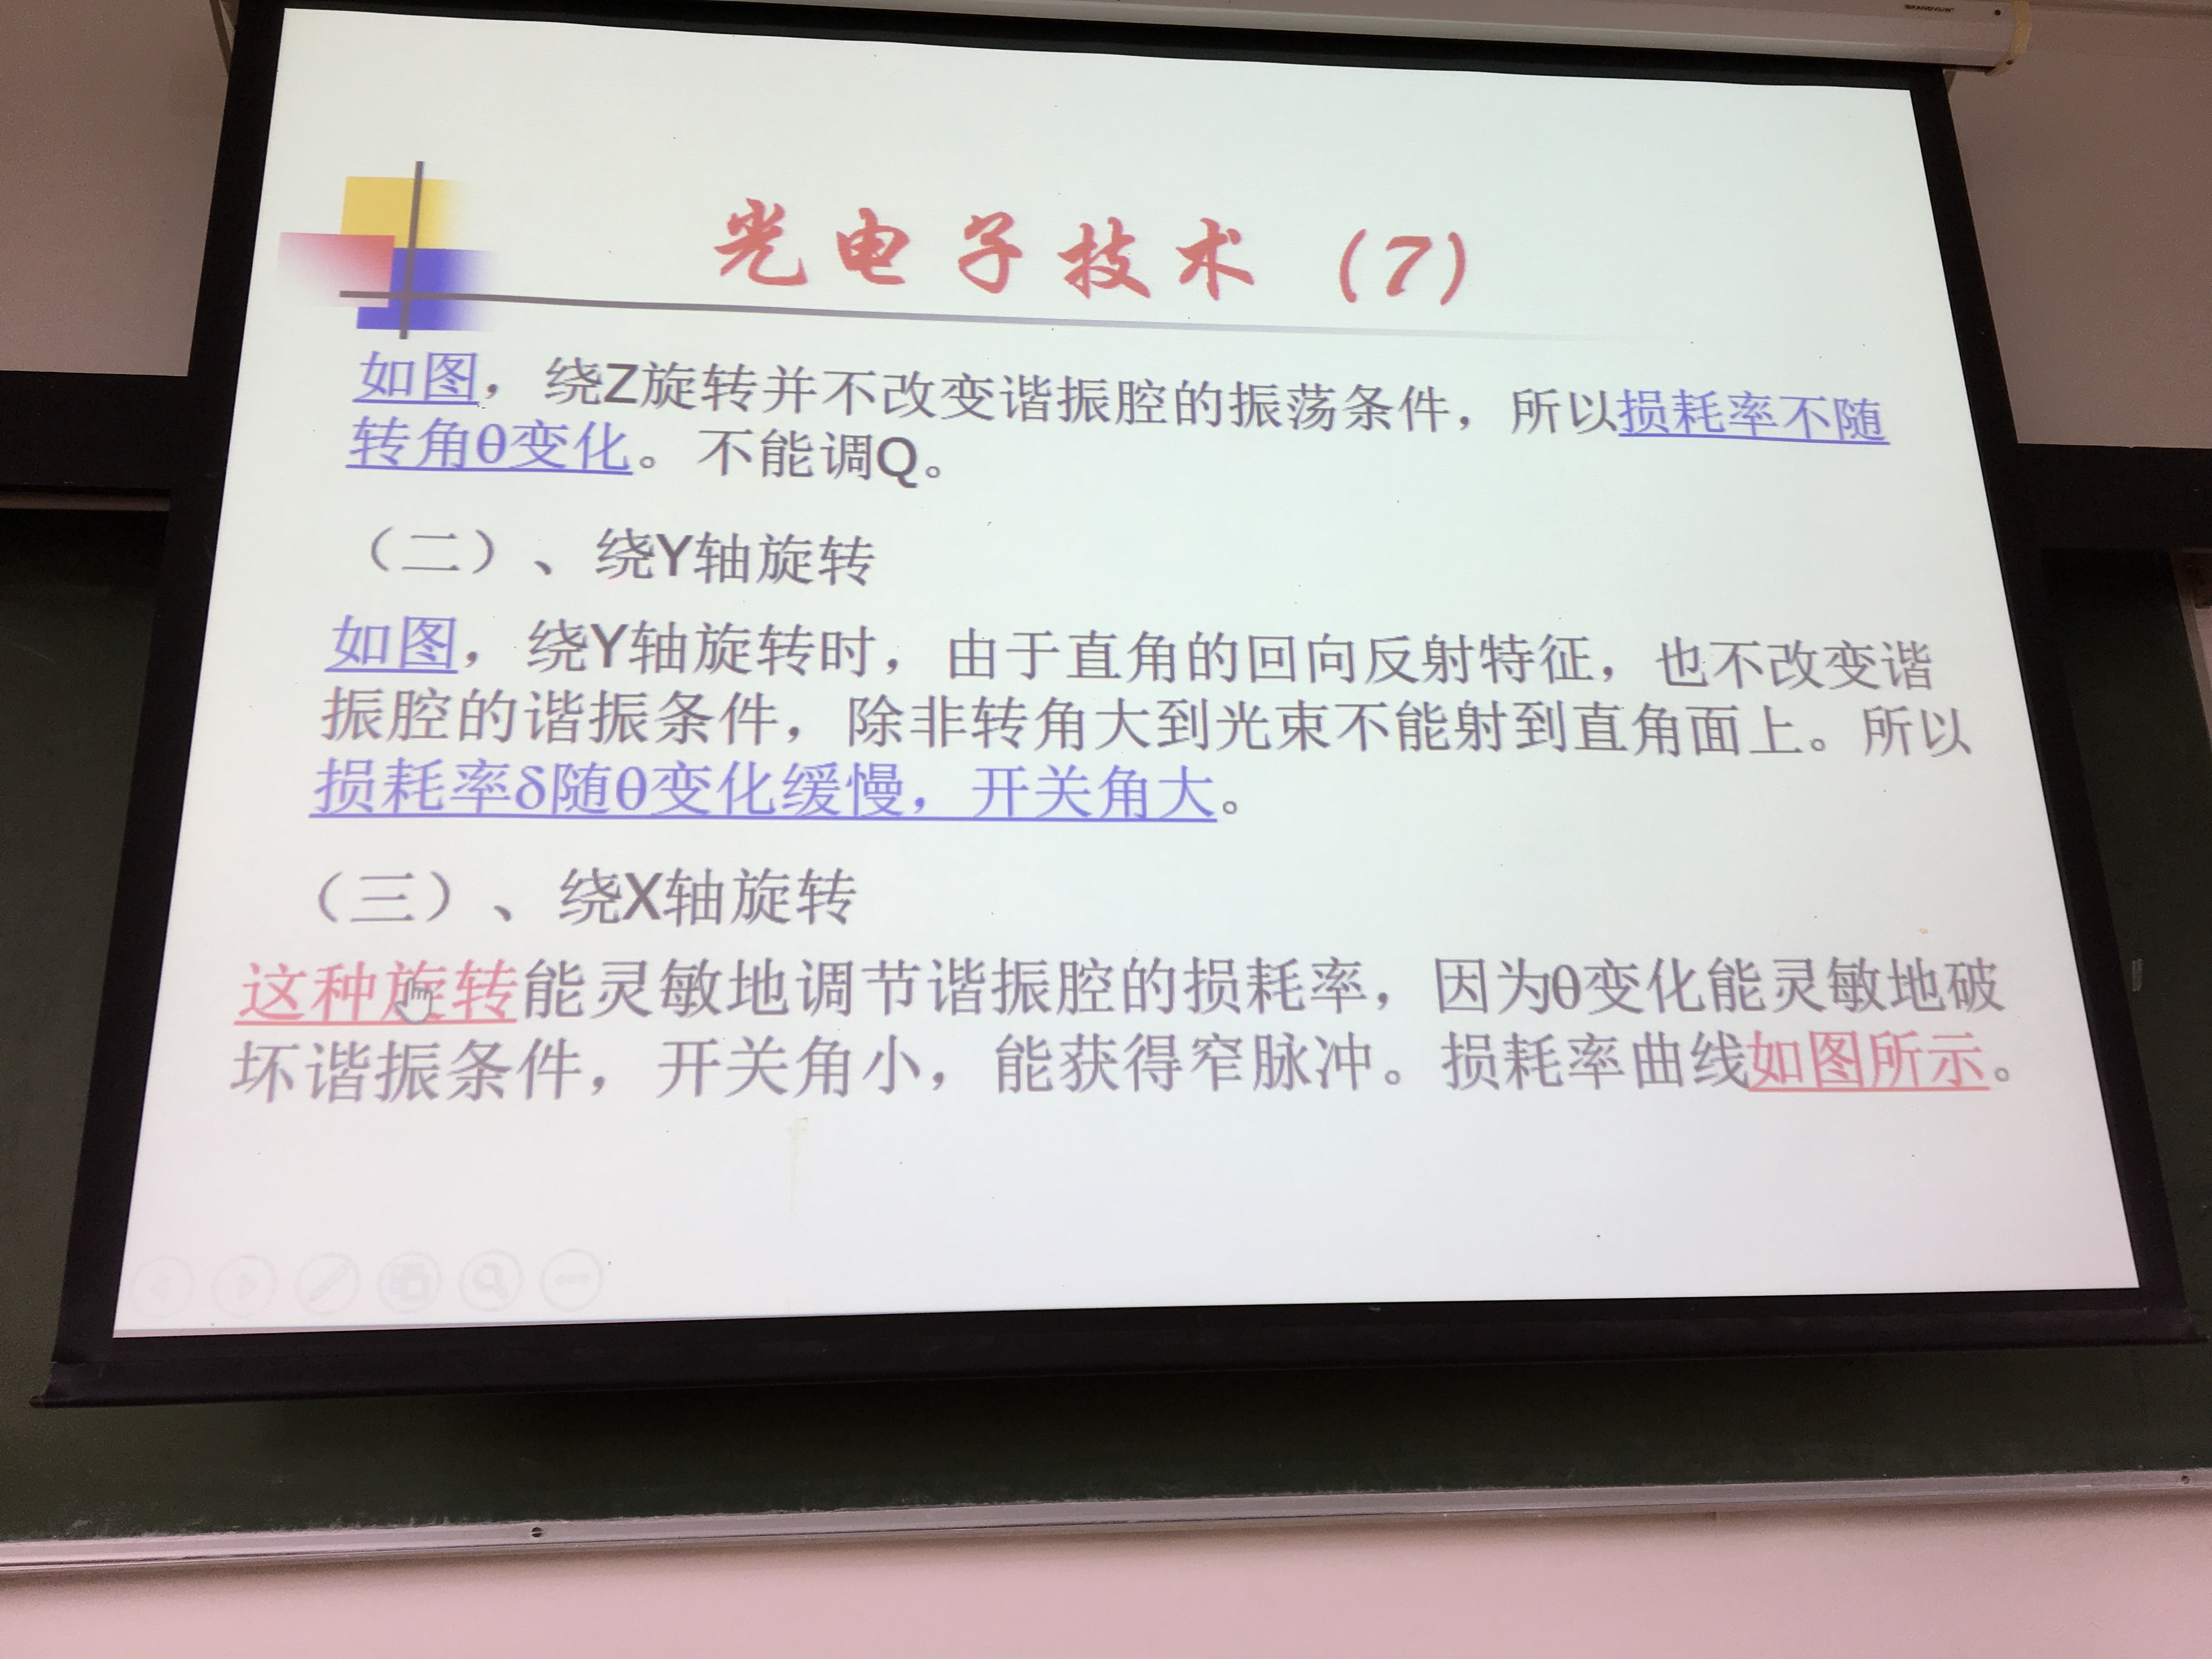 光电子技术（7）
如图，绕Z旋转并不改变谐振腔的振荡条件，所以损耗率不随
转角θ变化。不能调Q。
（二）、绕Y轴旋转
如图，绕Y轴旋转时，由于直角的回向反射特征，也不改变谐
振腔的谐振条件，除非转角大到光束不能射到直角面上。所以
损耗率δ随θ变化缓慢，开关角大。
（三）、绕X轴旋转
这种旋转能灵敏地调节谐振腔的损耗率，因为θ变化能灵敏地破
坏谐振条件，开关角小，能获得窄脉冲。损耗率曲线如图所示。